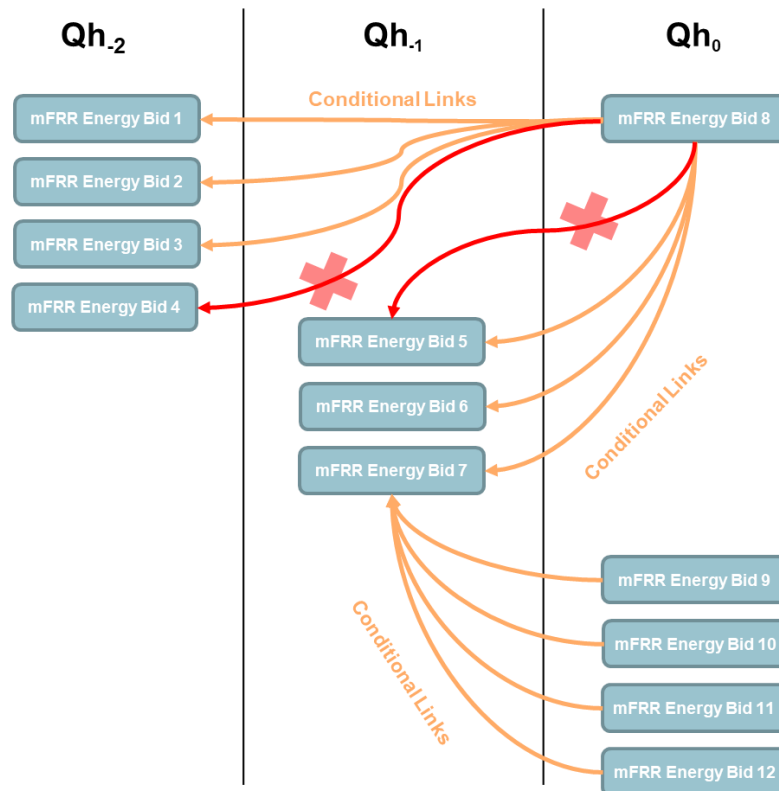 Qh-2
Qh-1
Qh0
Conditional Links
mFRR Energy Bid 1
mFRR Energy Bid 8
mFRR Energy Bid 2
mFRR Energy Bid 3
mFRR Energy Bid 4
mFRR Energy Bid 5
mFRR Energy Bid 6
mFRR Energy Bid 7
Conditional Links
mFRR Energy Bid 9
Conditional Links
mFRR Energy Bid 10
mFRR Energy Bid 11
mFRR Energy Bid 12